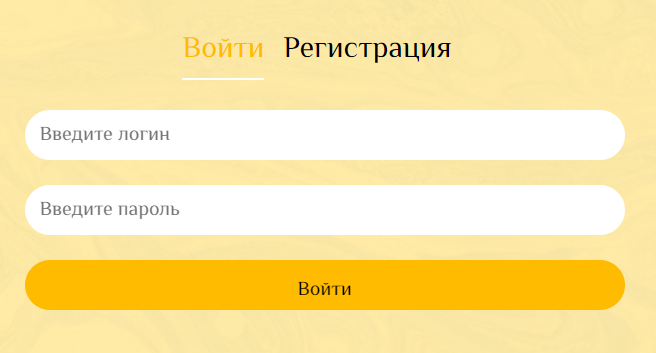 Войти Регистрация
Введите логин
Введите пароль
Войти